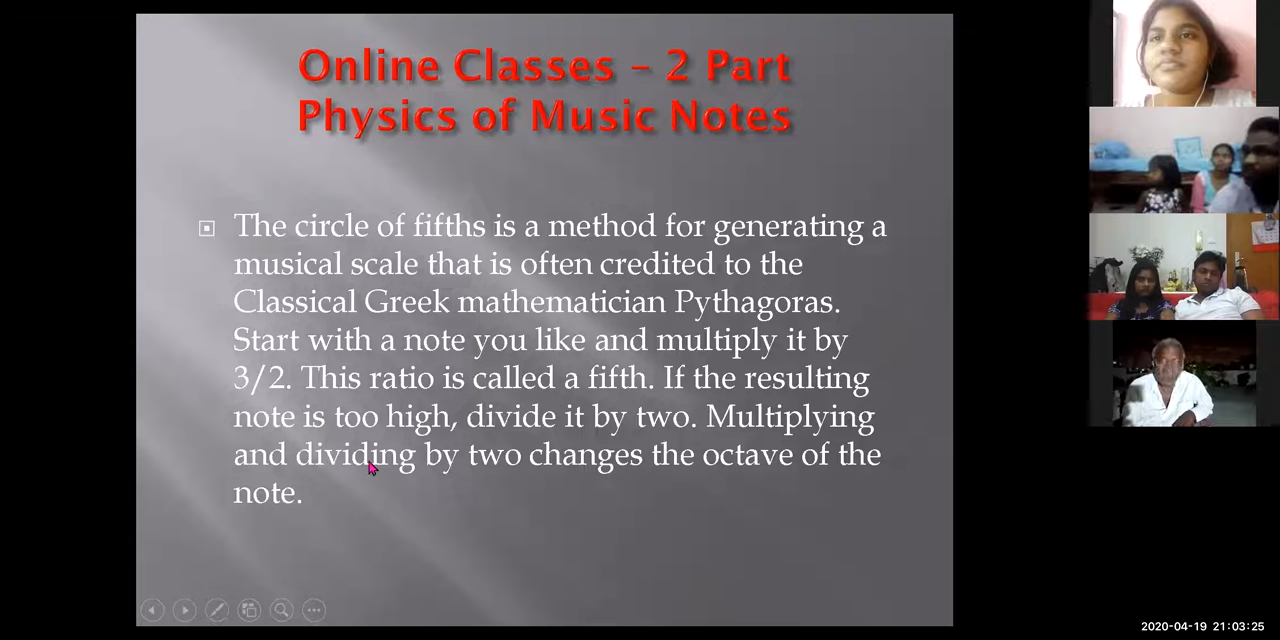 Online Classes – 2 Part
Physics of Music Notes
The circle of fifths is a method for generating a
musical scale that is often credited to the
Classical Greek mathematician Pythagoras.
Start with a note you like and multiply it by
3/2. This ratio is called a fifth. If the resulting
note is too high, divide it by two. Multiplying
and dividing by two changes the octave of the
note.
2020-04-19 21:03:25